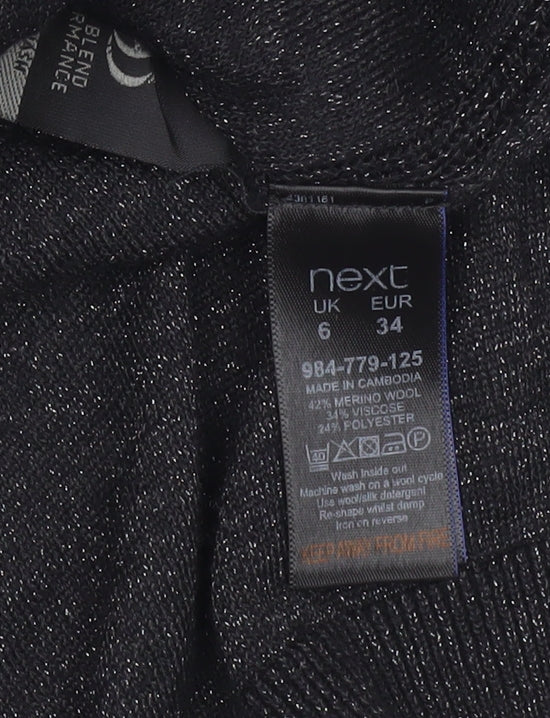 BLEND
RMANCE
next
UK EUR
6 34
984-779-125
MADE IN CAMBODIA
42% MERINO WOOL
34% VISCOSE
24% POLYESTER
40
P
Wash Inside out
Machine wash on a wool cycle
Use wool/silk detergent
Re-shape whilst damp
Iron on reverse
KEEP AWAY FROM FIRE